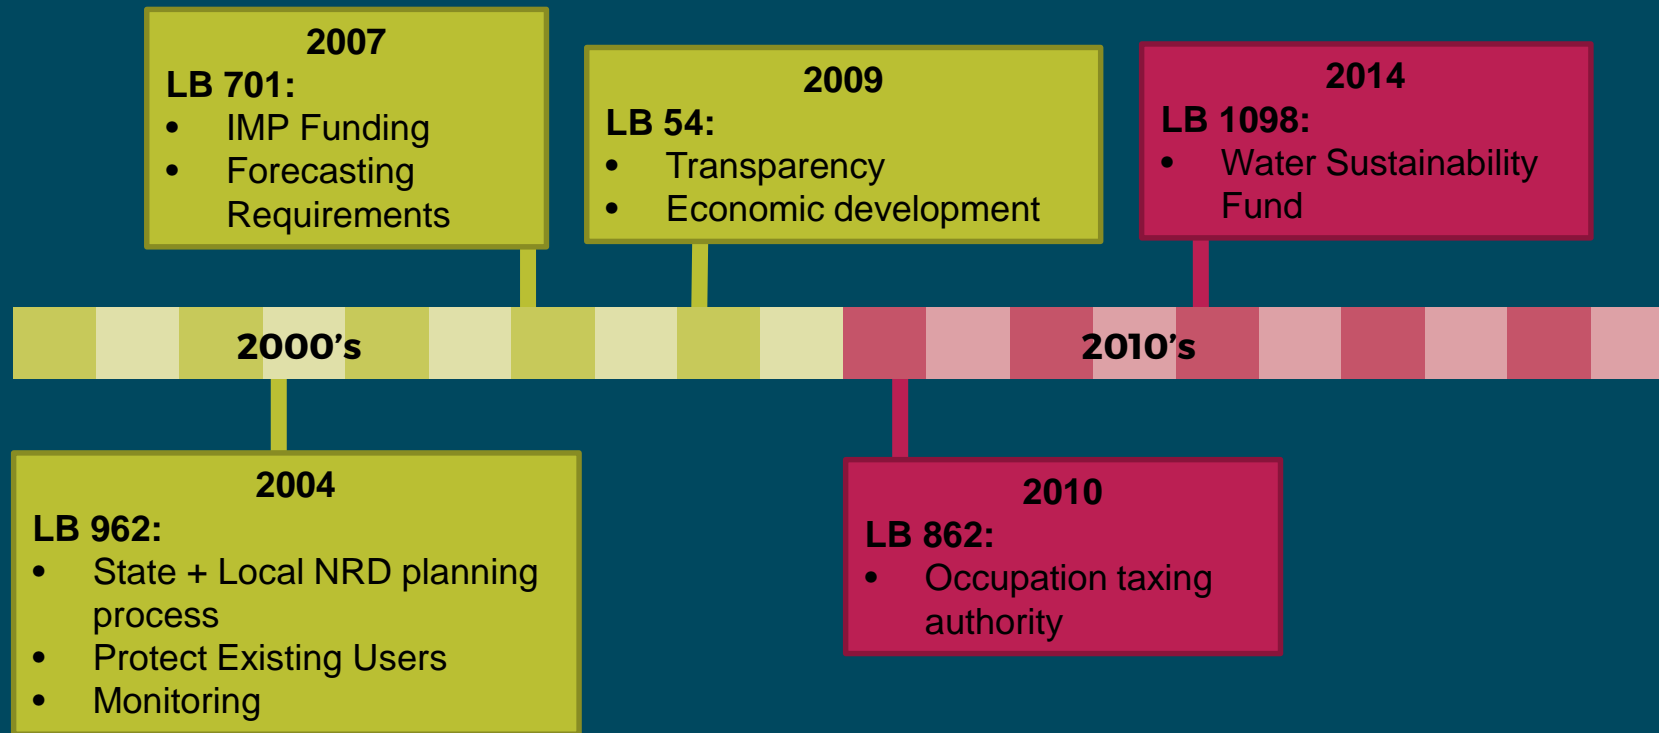 2007
LB 701:
• IMP Funding
• Forecasting
Requirements
2009
LB 54:
• Transparency
• Economic development
2014
LB 1098:
• Water Sustainability
Fund
2000's
2010's
2004
LB 962:
• State + Local NRD planning
process
• Protect Existing Users
• Monitoring
2010
LB 862:
• Occupation taxing
authority